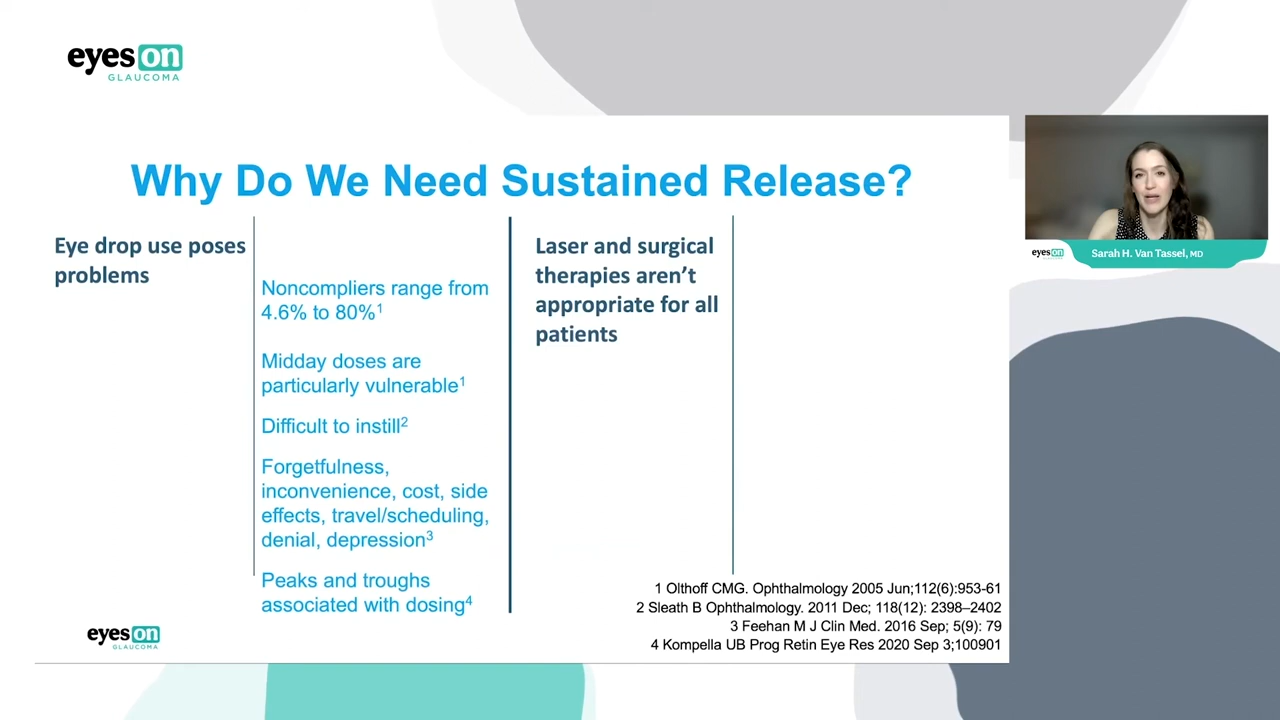 eyes on
GLAUCOMA
Why Do We Need Sustained Release?
Eye drop use poses
problems
Noncompliers range from
4.6% to 80%1
Midday doses are
particularly vulnerable1
Difficult to instill2
Forgetfulness,
inconvenience, cost, side
effects, travel/scheduling,
denial, depression3
Peaks and troughs
associated with dosing4
Laser and surgical
therapies aren’t
appropriate for all
patients
1 Olthoff CMG. Ophthalmology 2005 Jun;112(6):953-61
2 Sleath B Ophthalmology. 2011 Dec; 118(12): 2398–2402
3 Feehan M J Clin Med. 2016 Sep; 5(9): 79
4 Kompella UB Prog Retin Eye Res 2020 Sep 3;100901
eyes on
GLAUCOMA
eyes on
Sarah H. Van Tassel, MD